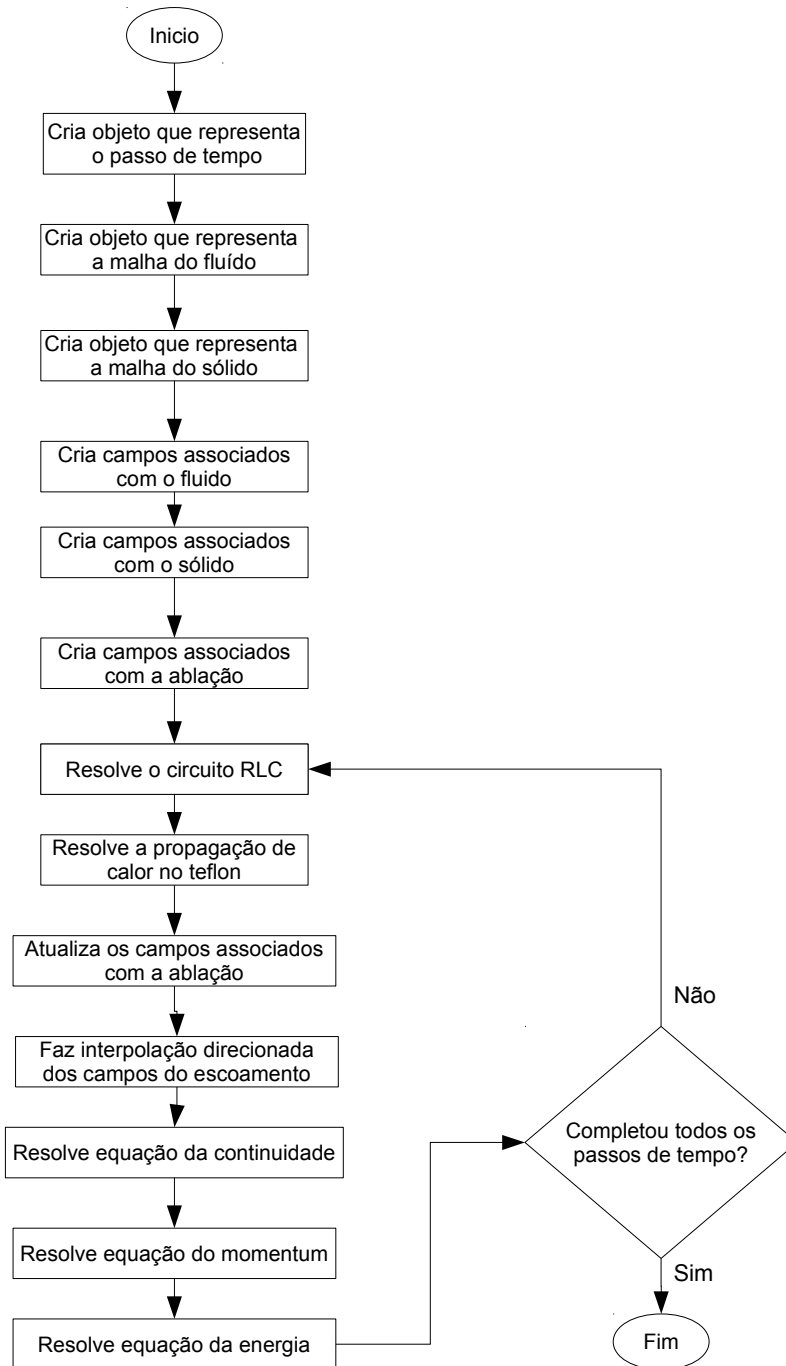 Inicio
Cria objeto que representa
o passo de tempo
Cria objeto que representa
a malha do fluído
Cria objeto que representa
a malha do sólido
Cria campos associados
com o fluido
Cria campos associados
com o sólido
Cria campos associados
com a ablação
Resolve o circuito RLC
Resolve a propagação de
calor no teflon
Atualiza os campos associados
com a ablação
Faz interpolação direcionada
dos campos do escoamento
Resolve equação da continuidade
Resolve equação do momentum
Resolve equação da energia
Não
Completou todos os
passos de tempo?
Sim
Fim